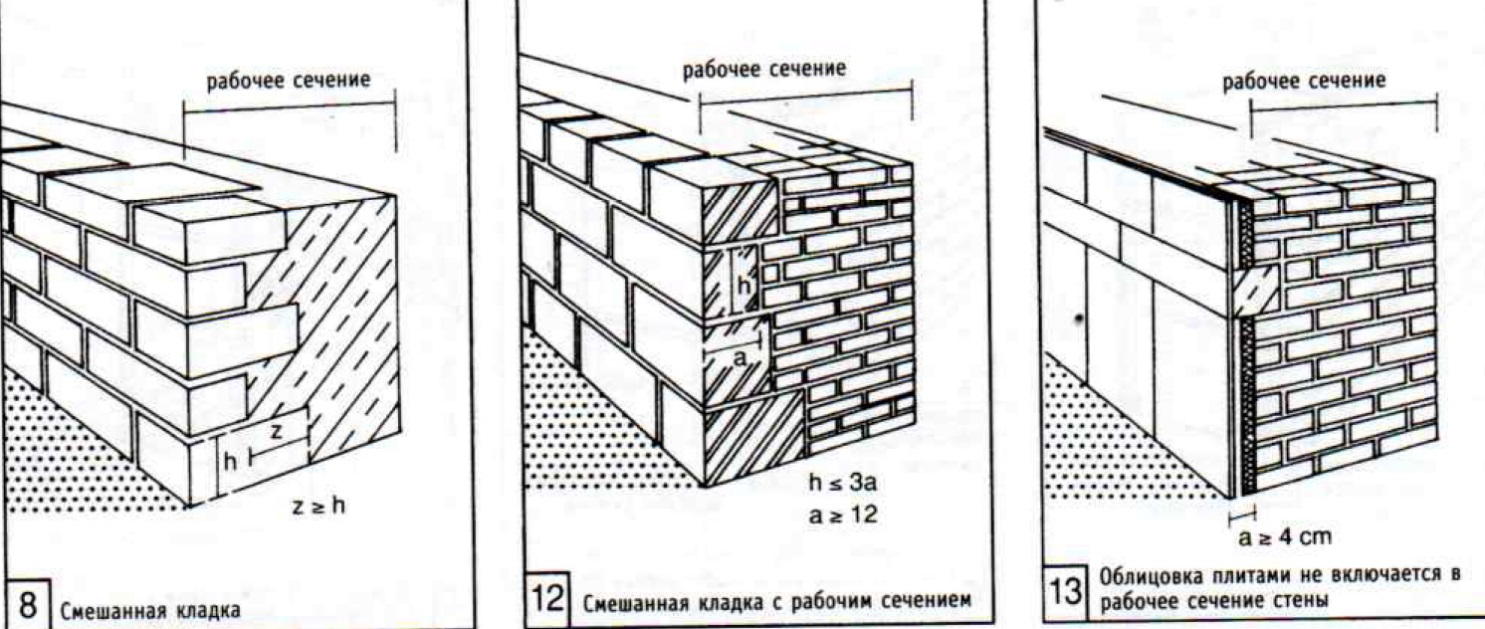 рабочее сечение
h
z
z ≥ h
8
Смешанная кладка
рабочее сечение
h
a
h ≤ 3a
a ≥ 12
12
Смешанная кладка с рабочим сечением
рабочее сечение
a ≥ 4 cm
13
Облицовка плитами не включается в
рабочее сечение стены